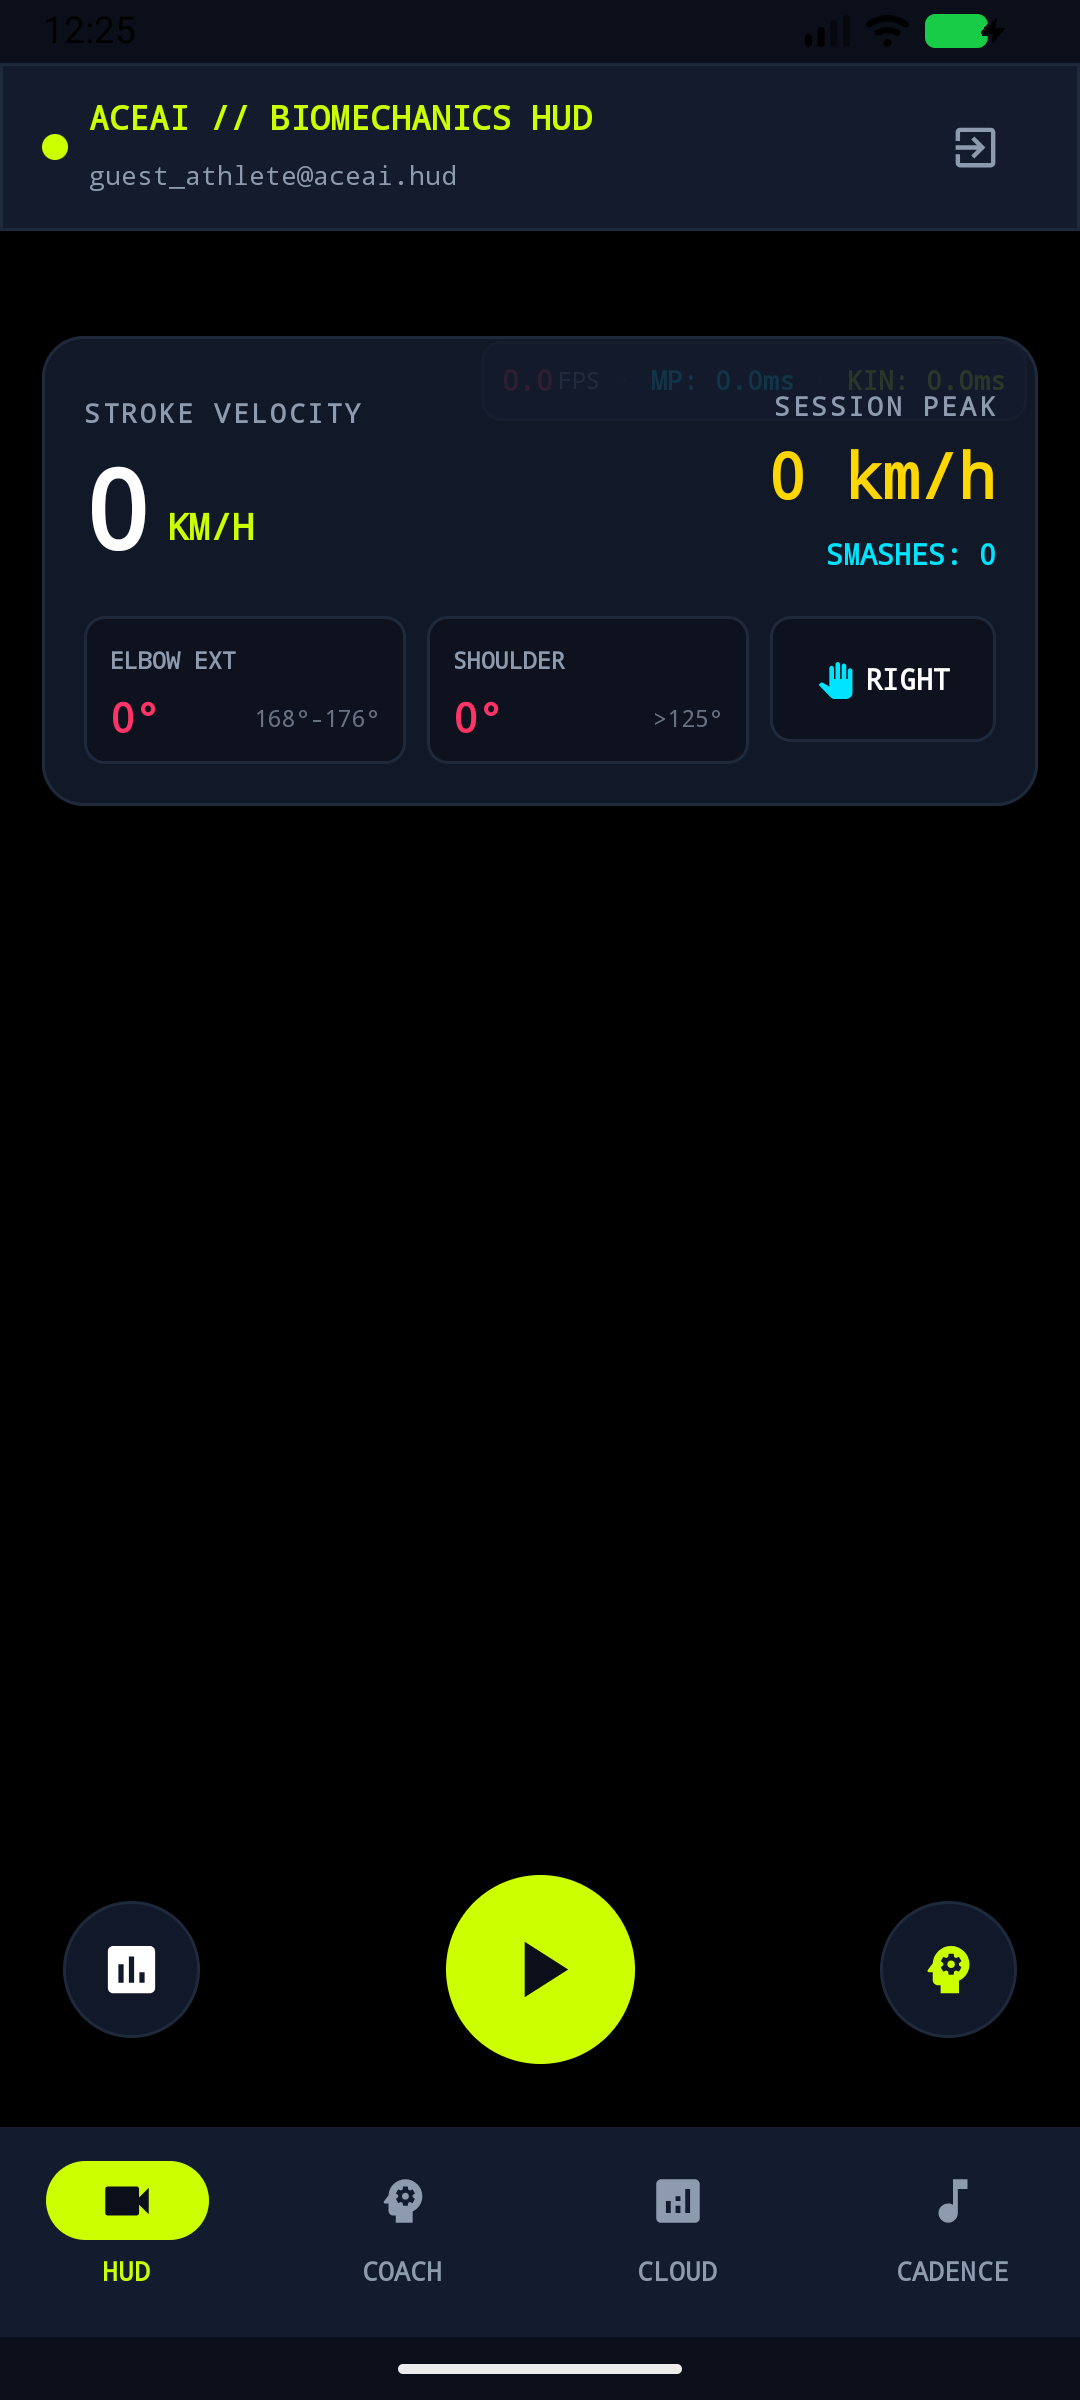 12:25
ACEAI // BIOMECHANICS HUD
guest_athlete@aceai.hud
0.0 FPS · MP: 0.0ms · KIN: 0.0ms
STROKE VELOCITY
SESSION PEAK
0 KM/H
0 km/h
SMASHES: 0
ELBOW EXT
0° 168°-176°
SHOULDER
0° >125°
RIGHT
HUD
COACH
CLOUD
CADENCE